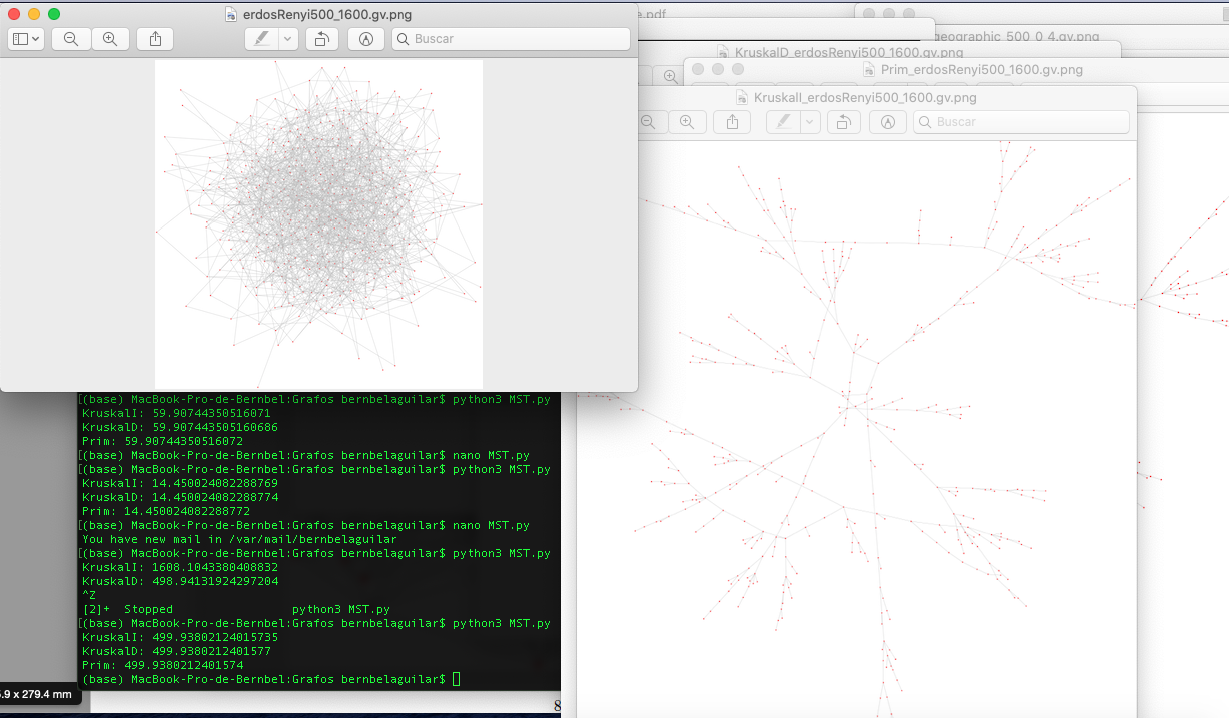 erdosRenyi500_1600.gv.png
Buscar
e.pdf
geographic_500_0_4.gv.png
KruskalD_erdosRenyi500_1600.gv.png
Prim_erdosRenyi500_1600.gv.png
KruskalI_erdosRenyi500_1600.gv.png
Buscar
[(base) MacBook-Pro-de-Bernbel:Grafos bernbelaguilar$ python3 MST.py
KruskalI: 59.90744350516071
KruskalD: 59.907443505160686
Prim: 59.90744350516072
[(base) MacBook-Pro-de-Bernbel:Grafos bernbelaguilar$ nano MST.py
[(base) MacBook-Pro-de-Bernbel:Grafos bernbelaguilar$ python3 MST.py
KruskalI: 14.450024082288769
KruskalD: 14.450024082288774
Prim: 14.450024082288772
[(base) MacBook-Pro-de-Bernbel:Grafos bernbelaguilar$ nano MST.py
You have new mail in /var/mail/bernbelaguilar
[(base) MacBook-Pro-de-Bernbel:Grafos bernbelaguilar$ python3 MST.py
KruskalI: 1608.1043380408832
KruskalD: 498.94131924297204
^Z
[2]+  Stopped                 python3 MST.py
[(base) MacBook-Pro-de-Bernbel:Grafos bernbelaguilar$ python3 MST.py
KruskalI: 499.93802124015735
KruskalD: 499.9380212401577
Prim: 499.9380212401574
(base) MacBook-Pro-de-Bernbel:Grafos bernbelaguilar$
5.9 x 279.4 mm
8